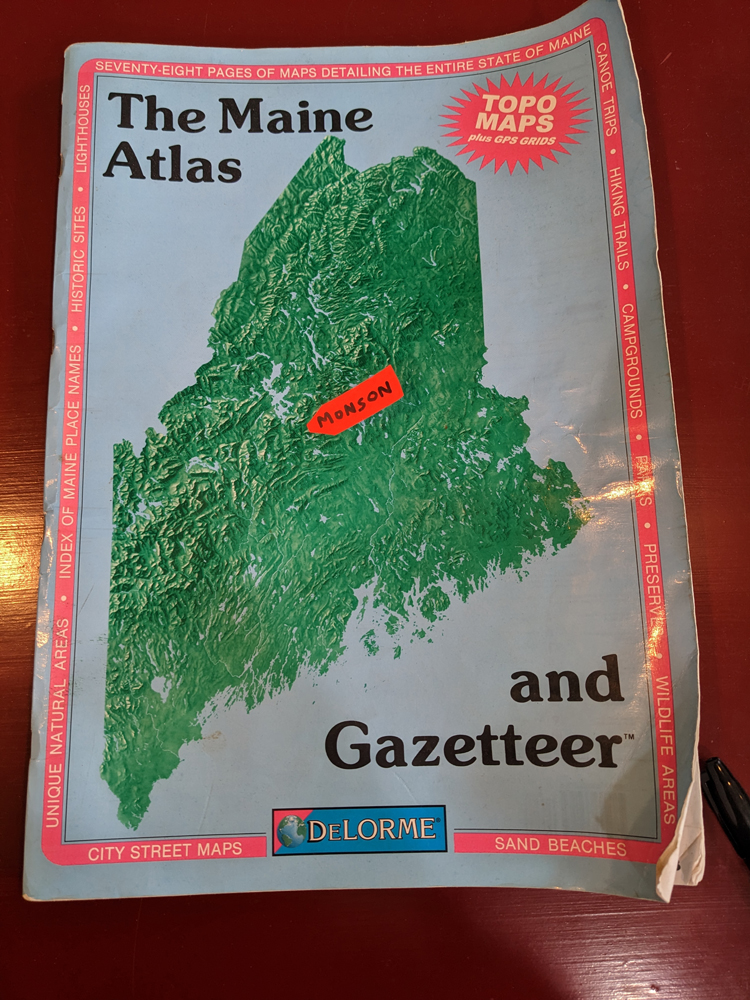 SEVENTY-EIGHT PAGES OF MAPS DETAILING THE ENTIRE STATE OF MAINE
The Maine
Atlas
TOPO
MAPS
plus GPS GRIDS
CANOE TRIPS • HIKING TRAILS • CAMPGROUNDS • PARKS • PRESERVES • WILDLIFE AREAS
UNIQUE NATURAL AREAS • INDEX OF MAINE PLACE NAMES • HISTORIC SITES • LIGHTHOUSES
MONSON
and
Gazetteer™
CITY STREET MAPS
DELORME®
SAND BEACHES